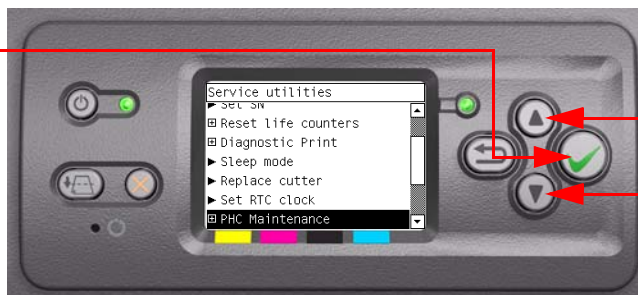 Service utilities
▶ Set SN
⊞ Reset life counters
⊞ Diagnostic Print
▶ Sleep mode
▶ Replace cutter
▶ Set RTC clock
⊞ PHC Maintenance